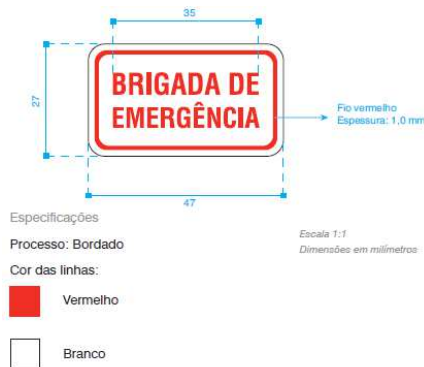 35
27
BRIGADA DE
EMERGÊNCIA
Fio vermelho
Espessura: 1,0 mm
47
Especificações
Processo: Bordado
Escala 1:1
Dimensões em milímetros
Cor das linhas:
Vermelho
Branco